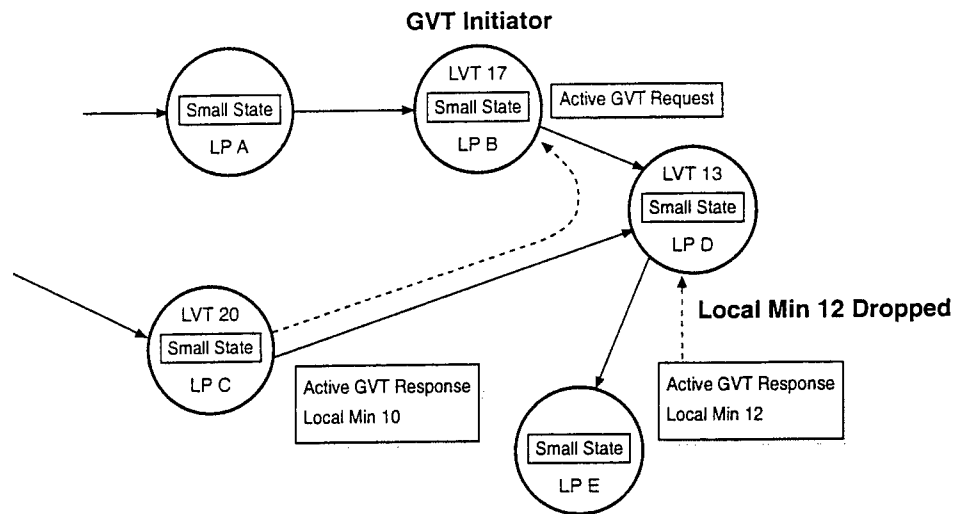 GVT Initiator
LVT 17
Small State
LP B
Small State
LP A
Active GVT Request
LVT 13
Small State
LP D
LVT 20
Small State
LP C
Local Min 12 Dropped
Active GVT Response
Local Min 10
Active GVT Response
Local Min 12
Small State
LP E